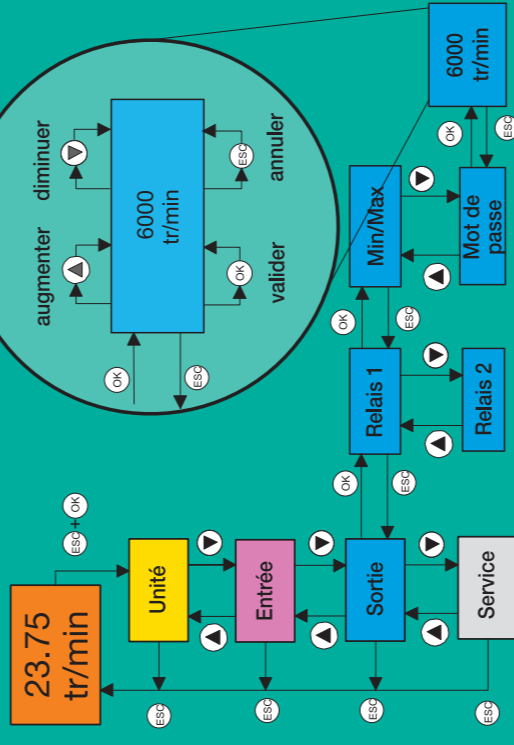 23.75
tr/min
ESC + OK
Unité
ESC
Entrée
ESC
Sortie
ESC
Service
ESC
OK
ESC
Relais 1
Relais 2
OK
ESC
Min/Max
Mot de
passe
OK
ESC
6000
tr/min
augmenter
diminuer
OK
ESC
6000
tr/min
OK
valider
ESC
annuler